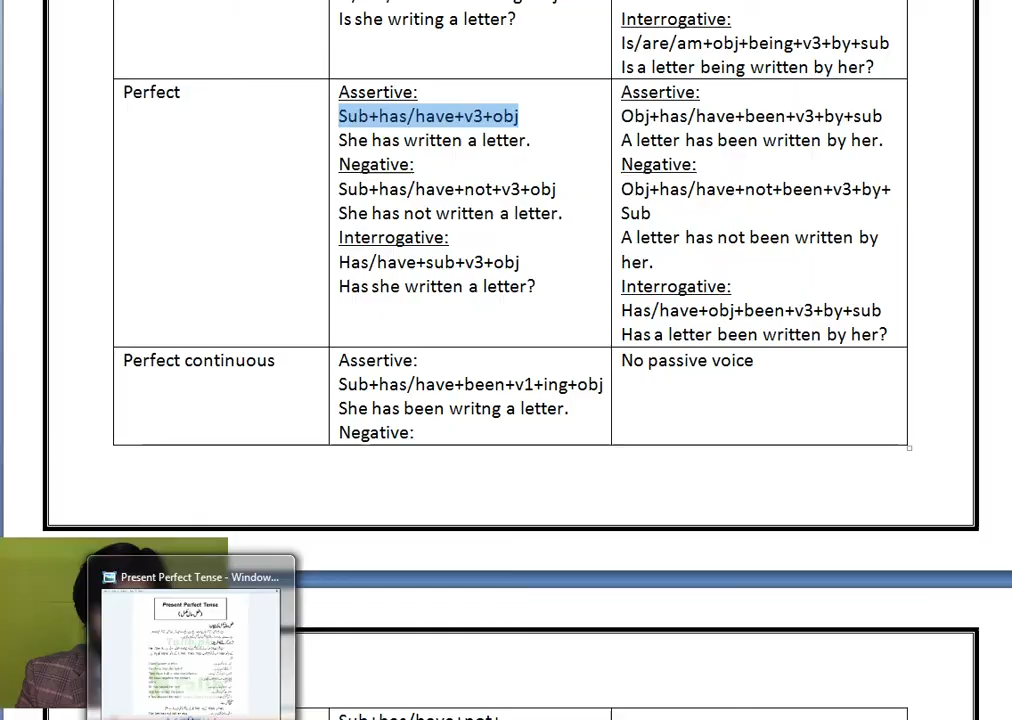 Is she writing a letter?
Interrogative:
Is/are/am+obj+being+v3+by+sub
Is a letter being written by her?
Perfect
Assertive:
Sub+has/have+v3+obj
She has written a letter.
Negative:
Sub+has/have+not+v3+obj
She has not written a letter.
Interrogative:
Has/have+sub+v3+obj
Has she written a letter?
Assertive:
Obj+has/have+been+v3+by+sub
A letter has been written by her.
Negative:
Obj+has/have+not+been+v3+by+
Sub
A letter has not been written by
her.
Interrogative:
Has/have+obj+been+v3+by+sub
Has a letter been written by her?
Perfect continuous
Assertive:
Sub+has/have+been+v1+ing+obj
She has been writng a letter.
Negative:
No passive voice
Present Perfect Tense - Window...
Present Perfect Tense
Sub+has/have+not+